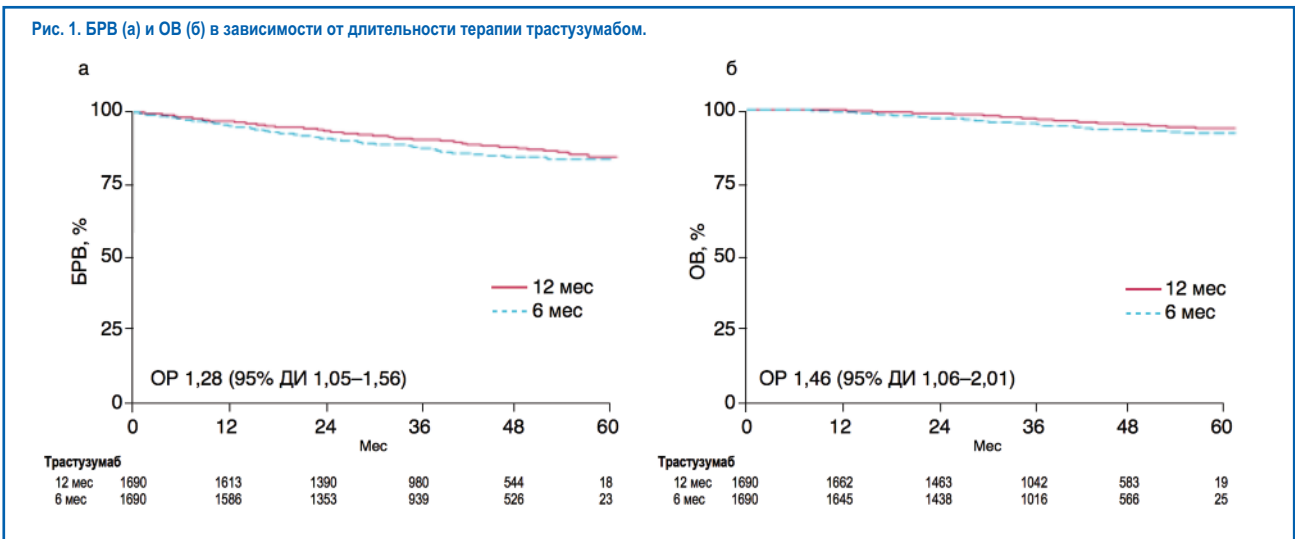 Рис. 1. БРВ (а) и ОВ (б) в зависимости от длительности терапии трастузумабом.
а
100
75
50
25
0
БРВ, %
12 мес
6 мес
ОР 1,28 (95% ДИ 1,05–1,56)
0 12 24 36 48 60
Мес
Трастузумаб
12 мес 1690 1613 1390 980 544 18
6 мес 1690 1586 1353 939 526 23
б
100
75
50
25
0
ОВ, %
12 мес
6 мес
ОР 1,46 (95% ДИ 1,06–2,01)
0 12 24 36 48 60
Мес
Трастузумаб
12 мес 1690 1662 1463 1042 583 19
6 мес 1690 1645 1438 1016 566 25